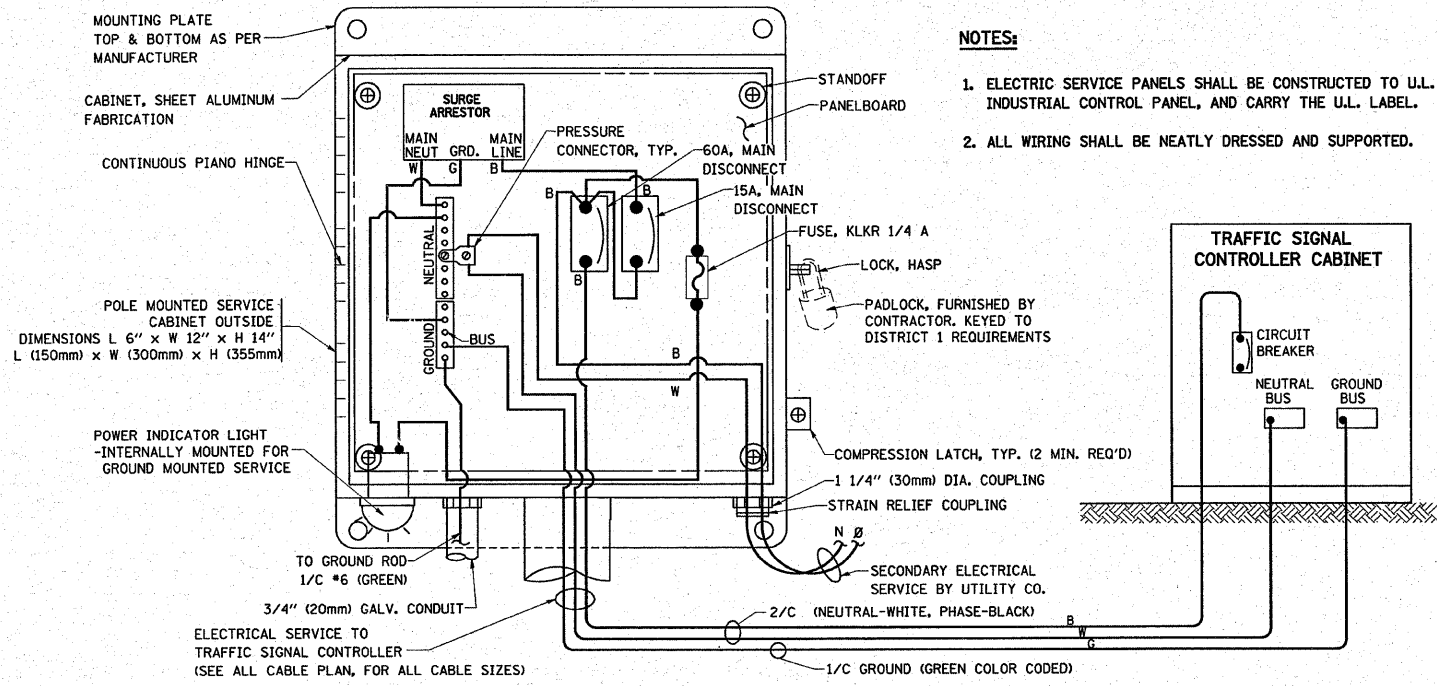 MOUNTING PLATE
TOP & BOTTOM AS PER
MANUFACTURER
CABINET, SHEET ALUMINUM
FABRICATION
CONTINUOUS PIANO HINGE
POLE MOUNTED SERVICE
CABINET OUTSIDE
DIMENSIONS L 6" x W 12" x H 14"
L (150mm) x W (300mm) x H (355mm)
POWER INDICATOR LIGHT
-INTERNALLY MOUNTED FOR
GROUND MOUNTED SERVICE
SURGE
ARRESTOR
MAIN
NEUT
GRD.
MAIN
LINE
W
G
B
PRESSURE
CONNECTOR, TYP.
60A, MAIN
DISCONNECT
B
B
15A, MAIN
DISCONNECT
B
NEUTRAL
GROUND
BUS
STANDOFF
PANELBOARD
FUSE, KLKR 1/4 A
LOCK, HASP
PADLOCK, FURNISHED BY
CONTRACTOR. KEYED TO
DISTRICT 1 REQUIREMENTS
B
W
COMPRESSION LATCH, TYP. (2 MIN. REQ'D)
1 1/4" (30mm) DIA. COUPLING
STRAIN RELIEF COUPLING
N Ø
SECONDARY ELECTRICAL
SERVICE BY UTILITY CO.
TO GROUND ROD
1/C #6 (GREEN)
3/4" (20mm) GALV. CONDUIT
ELECTRICAL SERVICE TO
TRAFFIC SIGNAL CONTROLLER
(SEE ALL CABLE PLAN, FOR ALL CABLE SIZES)
2/C (NEUTRAL-WHITE, PHASE-BLACK)
B
W
G
1/C GROUND (GREEN COLOR CODED)
NOTES:
1. ELECTRIC SERVICE PANELS SHALL BE CONSTRUCTED TO U.L.
INDUSTRIAL CONTROL PANEL, AND CARRY THE U.L. LABEL.
2. ALL WIRING SHALL BE NEATLY DRESSED AND SUPPORTED.
TRAFFIC SIGNAL
CONTROLLER CABINET
CIRCUIT
BREAKER
NEUTRAL
BUS
GROUND
BUS